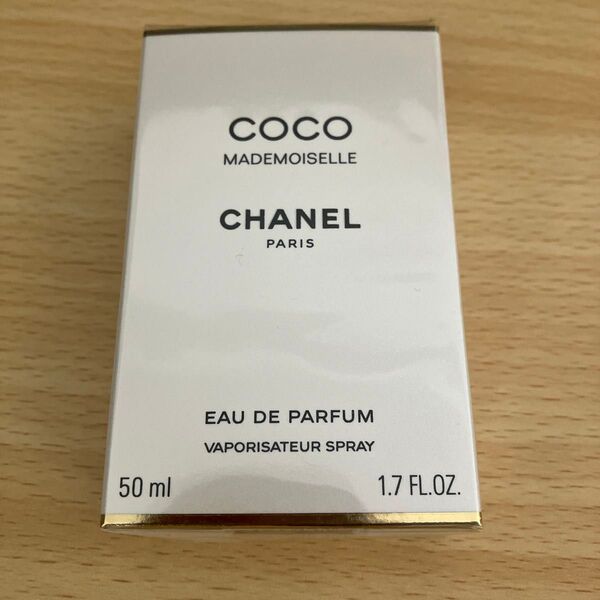 COCO
MADEMOISELLE
CHANEL
PARIS
EAU DE PARFUM
VAPORISATEUR SPRAY
50 ml 1.7 FL.OZ.